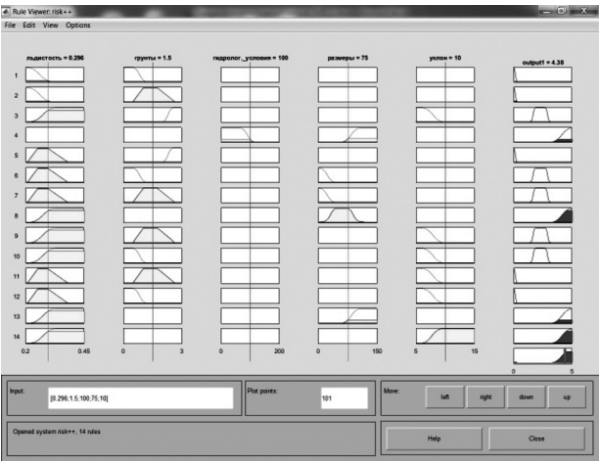 Rule Viewer: risk++
File Edit View Options
льдистость = 0.296 грунты = 1.5 гидролог._условия = 100 размеры = 75 уклон = 10 output1 = 4.38
1
2
3
4
5
6
7
8
9
10
11
12
13
14
0.2 0.45 0 3 0 200 0 150 5 15
0 5
Input: [0.296;1.5;100;75;10] Plot points: 101 Move: left right down up
Opened system risk++, 14 rules Help Close